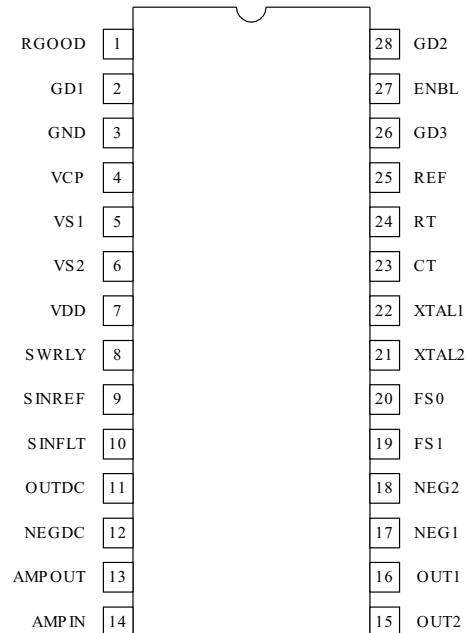 RGOOD 1 28 GD2
GD1 2 27 ENBL
GND 3 26 GD3
VCP 4 25 REF
VS1 5 24 RT
VS2 6 23 CT
VDD 7 22 XTAL1
SWRLY 8 21 XTAL2
SINREF 9 20 FS0
SINFLT 10 19 FS1
OUTDC 11 18 NEG2
NEGDC 12 17 NEG1
AMPOUT 13 16 OUT1
AMPIN 14 15 OUT2